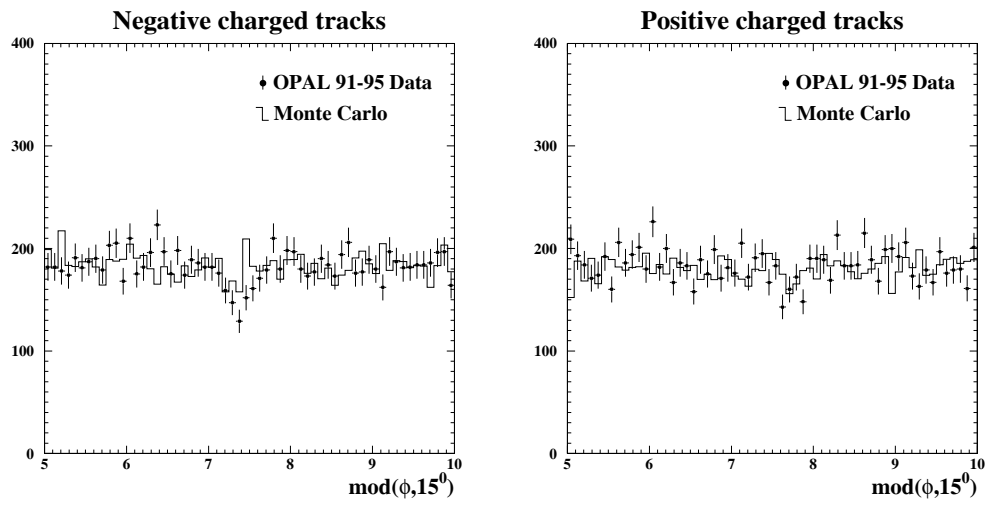 Negative charged tracks
400
300
200
100
0
OPAL 91-95 Data
Monte Carlo
5 6 7 8 9 10
mod(ϕ,15⁰)
Positive charged tracks
400
300
200
100
0
OPAL 91-95 Data
Monte Carlo
5 6 7 8 9 10
mod(ϕ,15⁰)